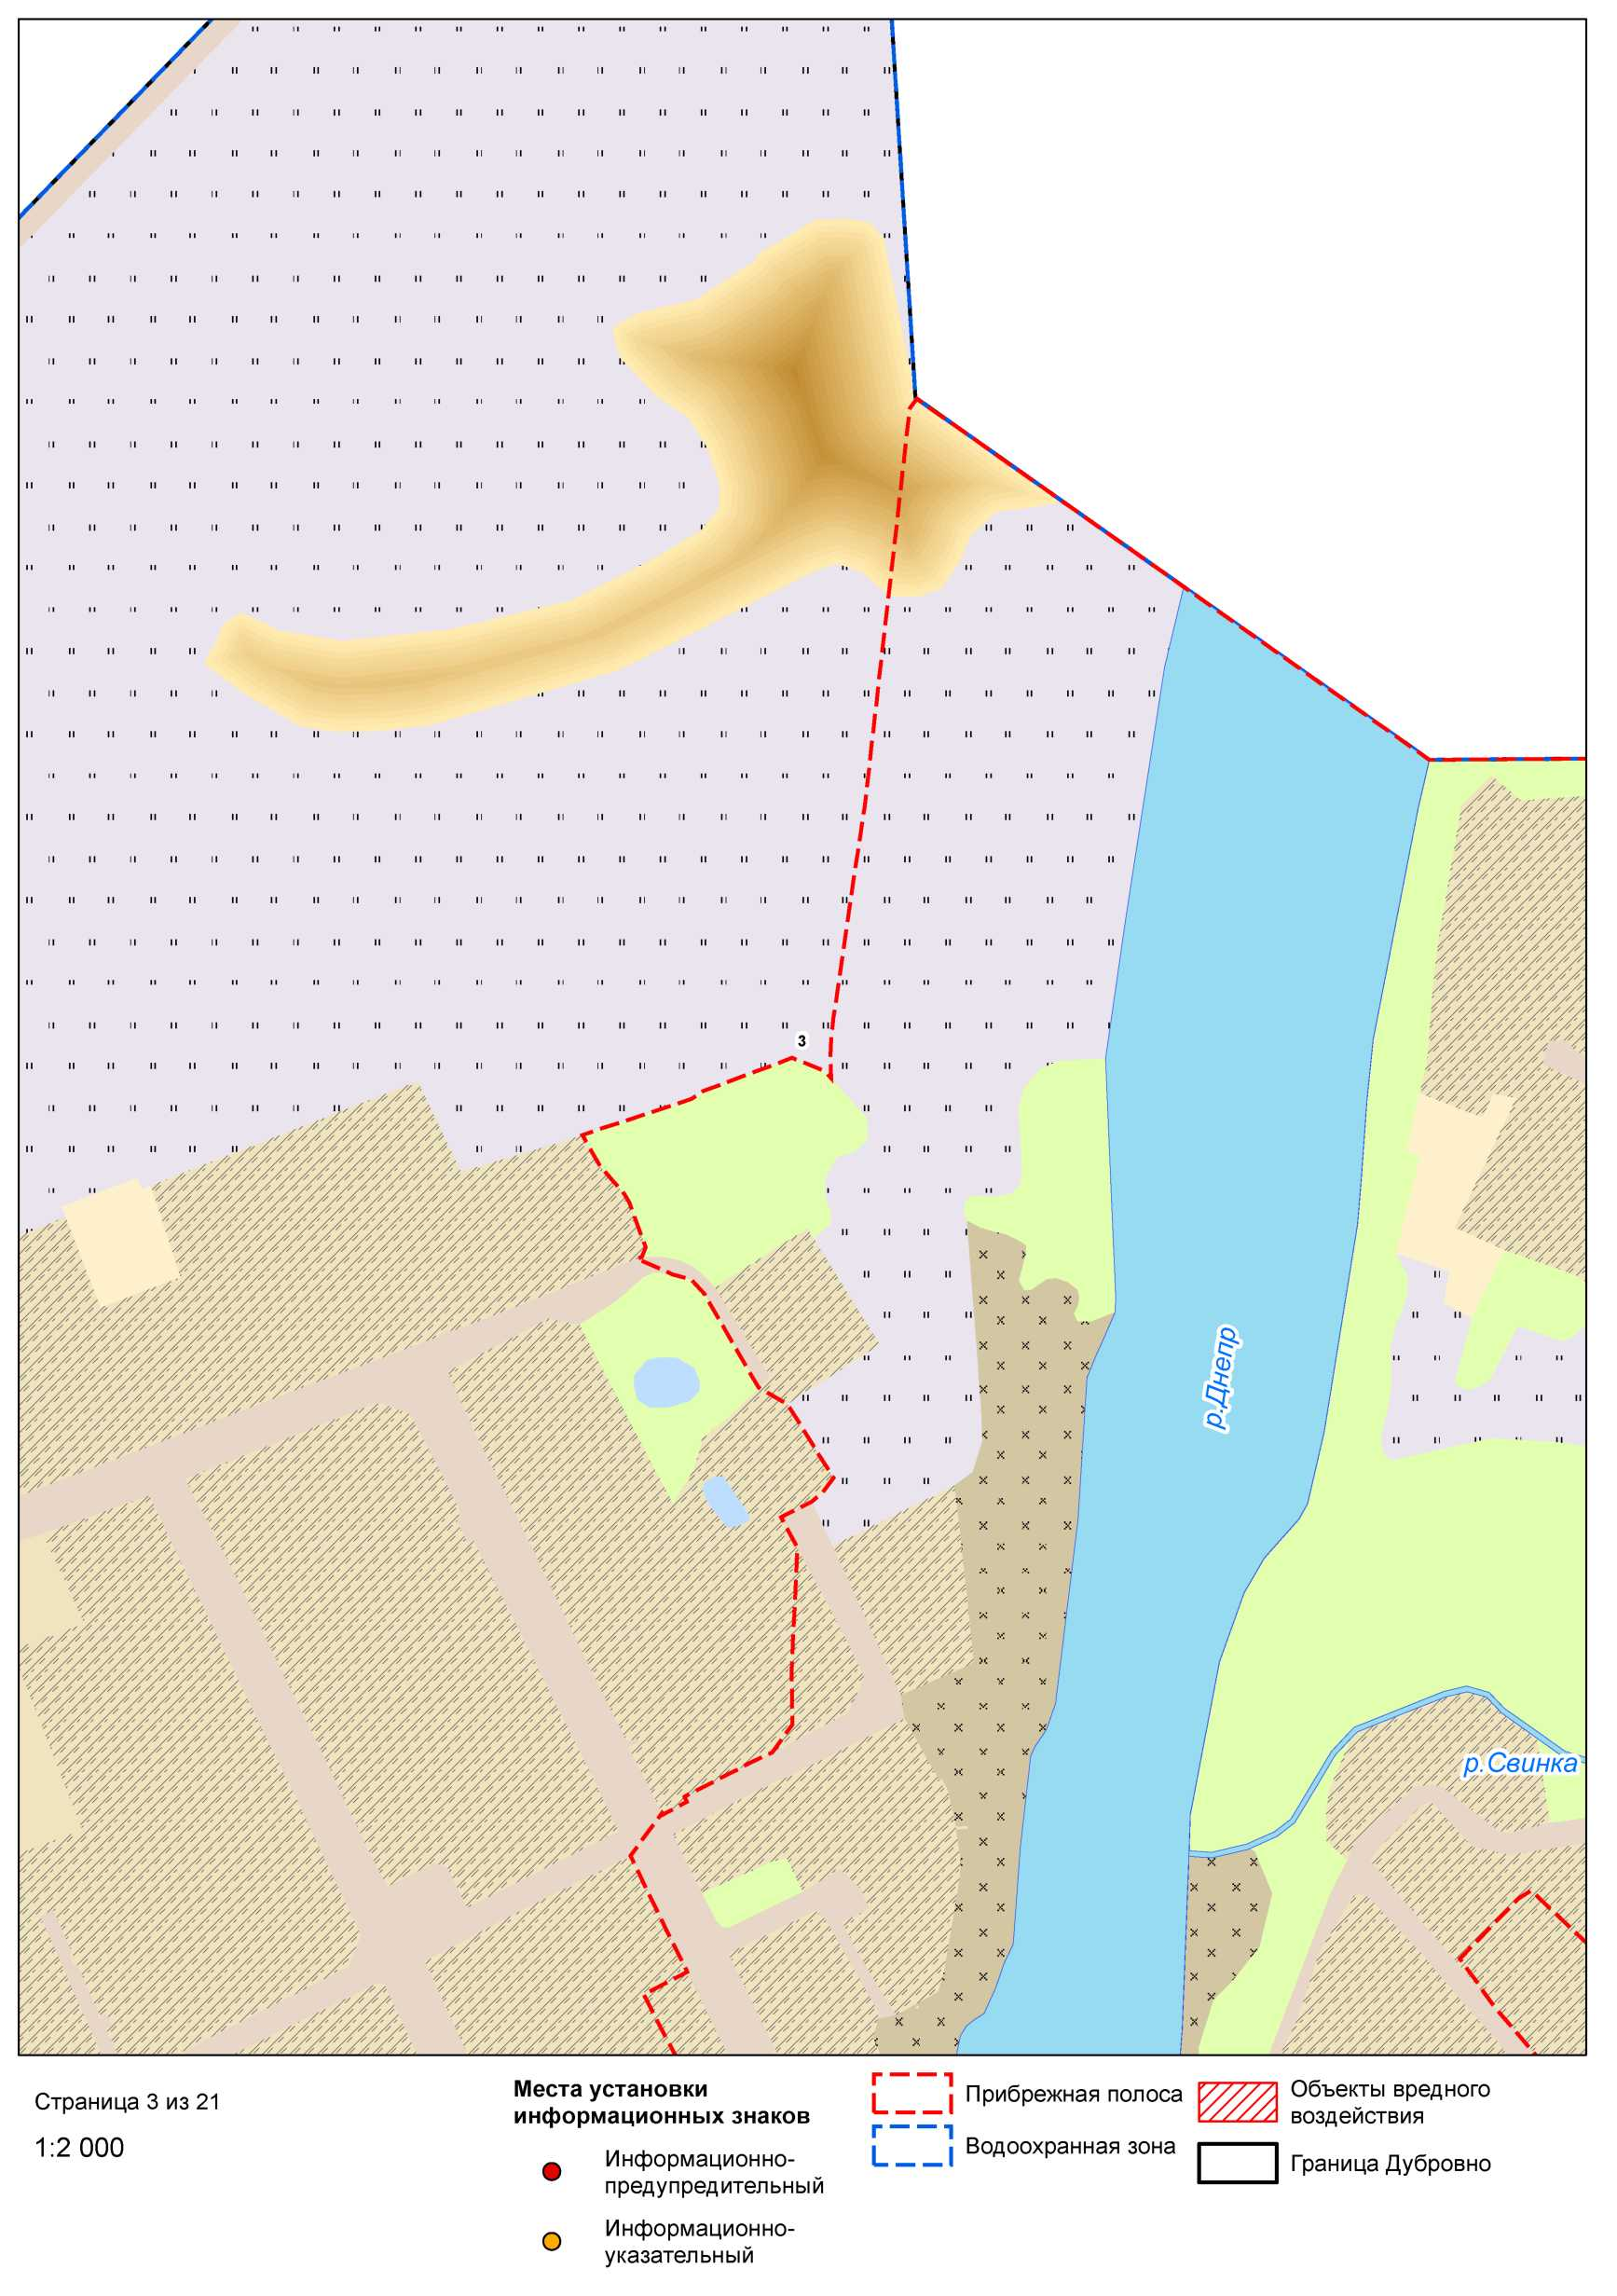 3
р.Днепр
р.Свинка
Страница 3 из 21
1:2 000
Места установки
информационных знаков
Информационно-
предупредительный
Информационно-
указательный
Прибрежная полоса
Водоохранная зона
Объекты вредного
воздействия
Граница Дубровно